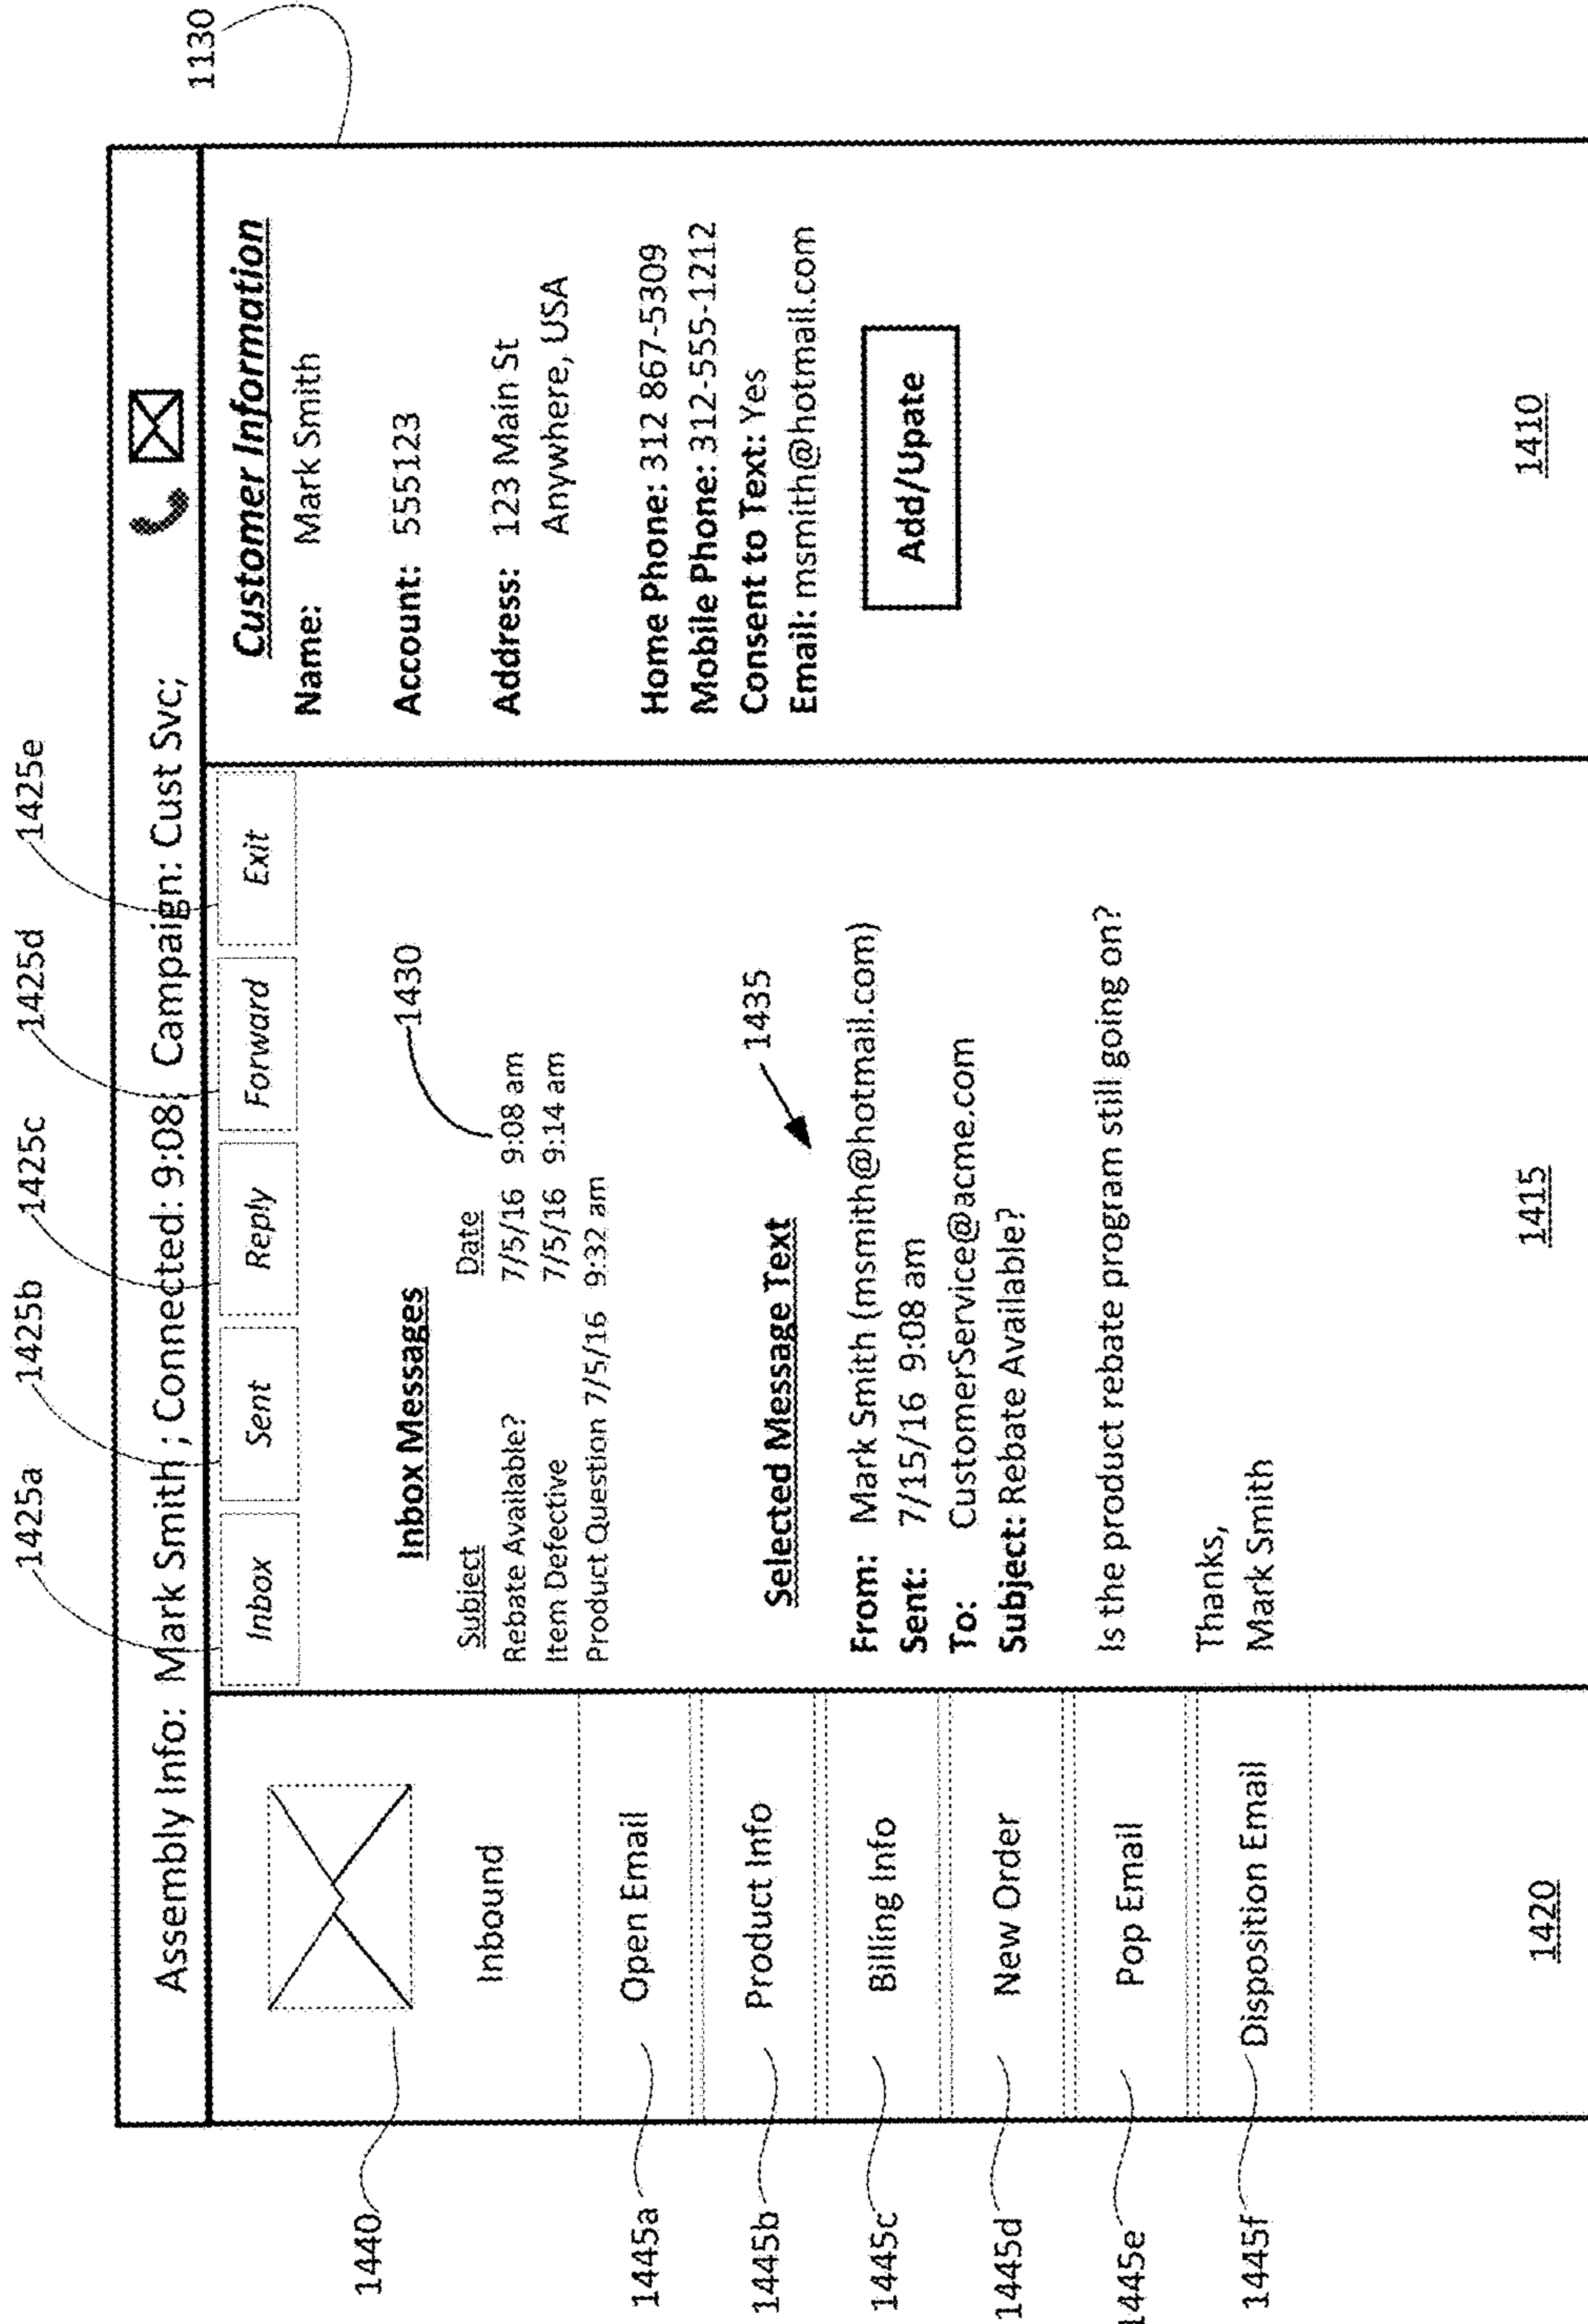 1425a 1425b 1425c 1425d 1425e
1130
Assembly Info: Mark Smith ; Connected: 9:08; Campaign: Cust Svc;
1440
Inbound
1445a Open Email
1445b Product Info
1445c Billing Info
1445d New Order
1445e Pop Email
1445f Disposition Email
1420
Inbox Sent Reply Forward Exit
Inbox Messages
1430
Subject Date
Rebate Available? 7/5/16 9:08 am
Item Defective 7/5/16 9:14 am
Product Question 7/5/16 9:32 am
Selected Message Text
1435
From: Mark Smith (msmith@hotmail.com)
Sent: 7/15/16 9:08 am
To: CustomerService@acme.com
Subject: Rebate Available?
Is the product rebate program still going on?
Thanks,
Mark Smith
1415
Customer Information
Name: Mark Smith
Account: 555123
Address: 123 Main St
Anywhere, USA
Home Phone: 312 867-5309
Mobile Phone: 312-555-1212
Consent to Text: Yes
Email: msmith@hotmail.com
Add/Upate
1410